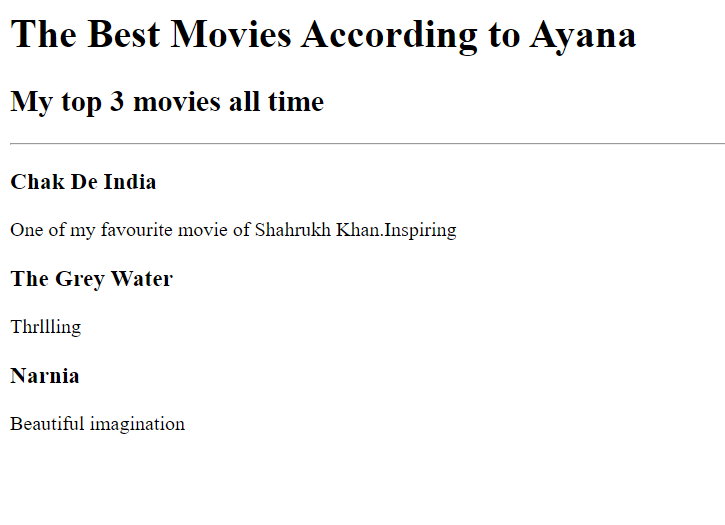 The Best Movies According to Ayana
My top 3 movies all time
Chak De India
One of my favourite movie of Shahrukh Khan.Inspiring
The Grey Water
Thrllling
Narnia
Beautiful imagination